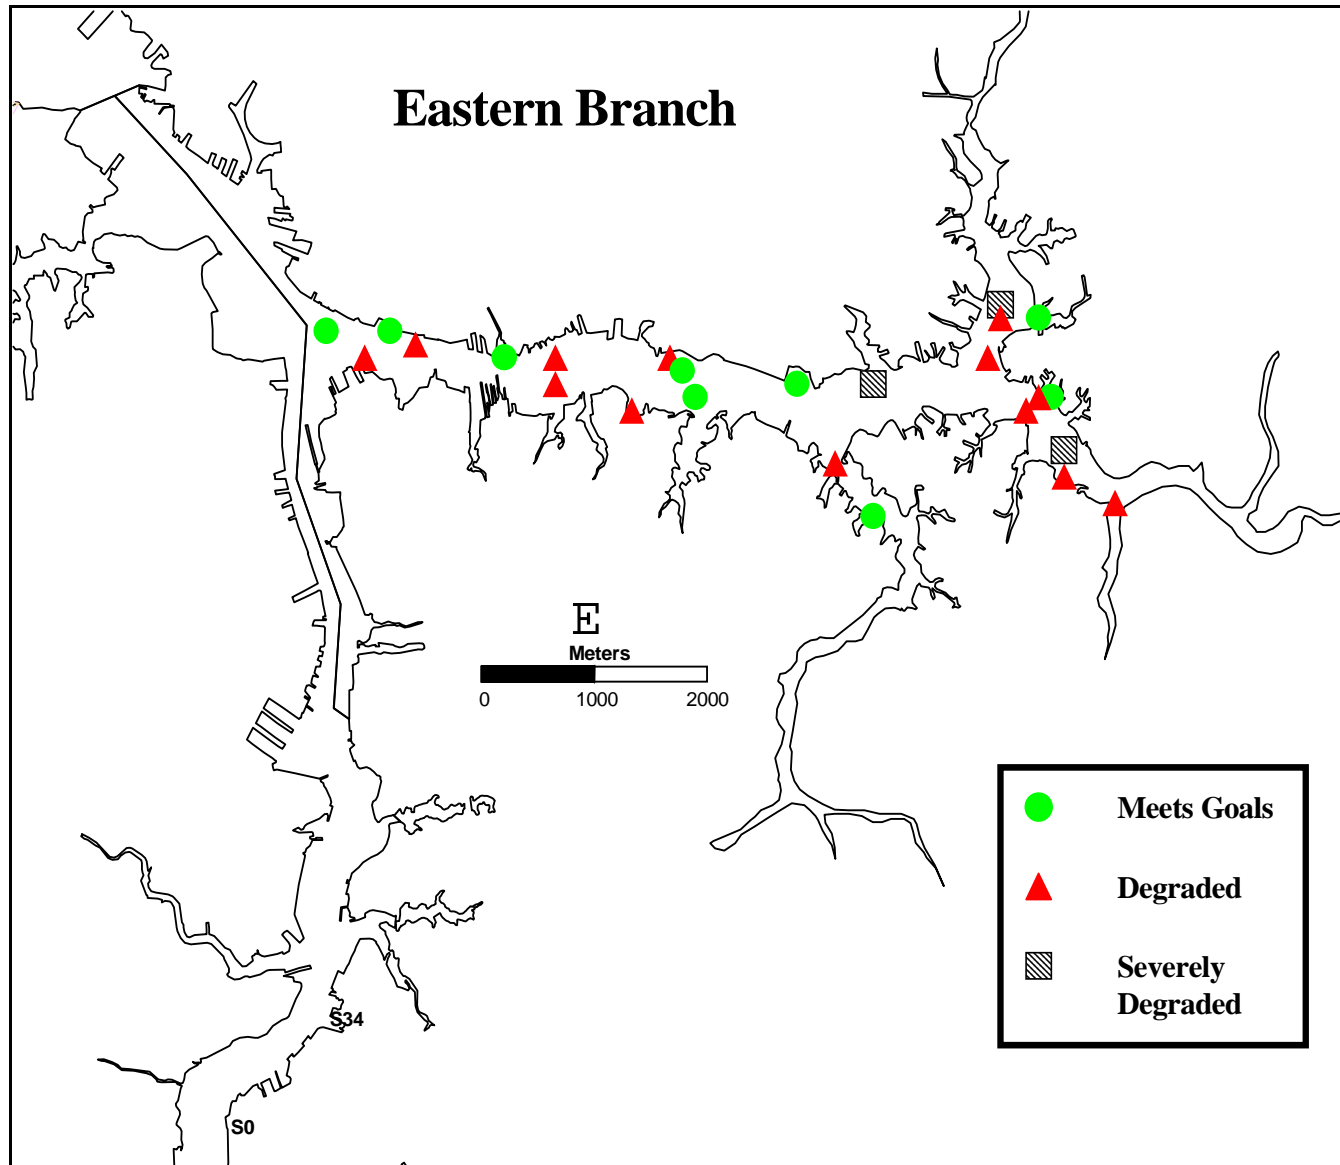 Eastern Branch
E
Meters
0 1000 2000
Meets Goals
Degraded
Severely
Degraded
S34
S0